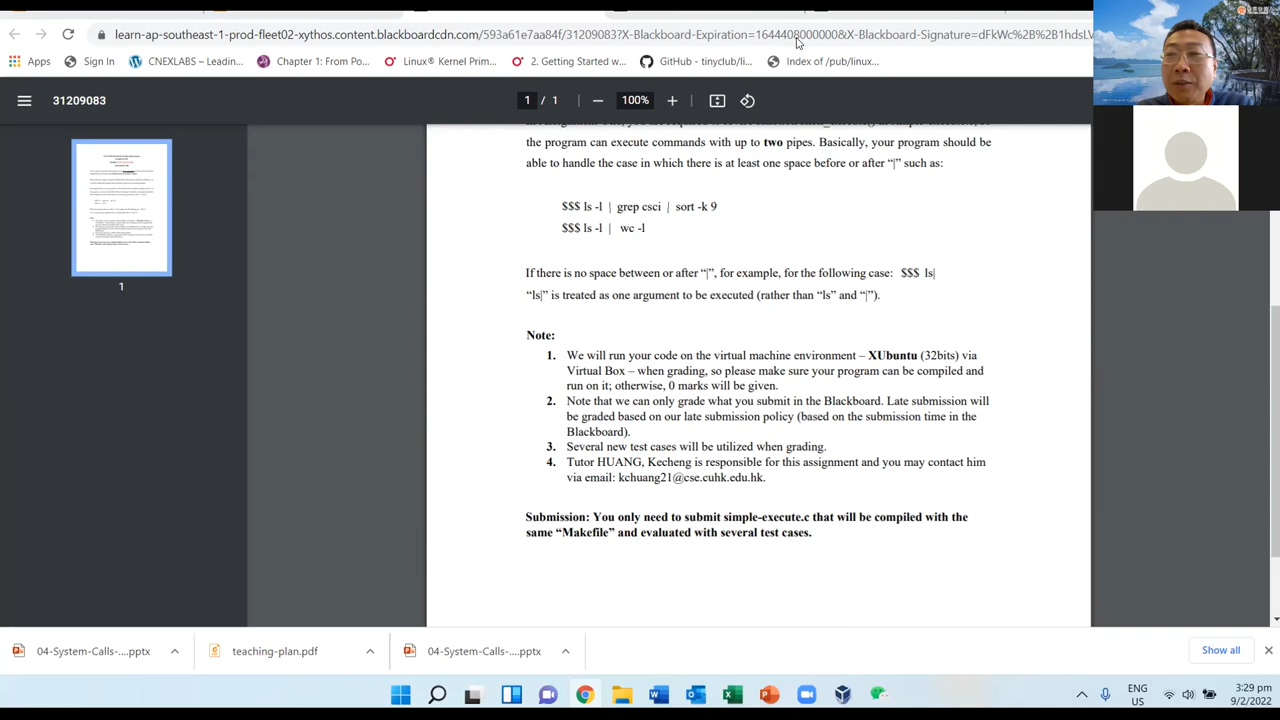 learn-ap-southeast-1-prod-fleet02-xythos.content.blackboardcdn.com/593a61e7aa84f/31209083?X-Blackboard-Expiration=1644408000000&X-Blackboard-Signature=dFkWc%2B%2B1hdsLV
Apps
Sign In
CNEXLABS – Leadin...
Chapter 1: From Po...
Linux® Kernel Prim...
2. Getting Started w...
GitHub - tinyclub/li...
Index of /pub/linux...
31209083
1 / 1
100%
the program can execute commands with up to two pipes. Basically, your program should be
able to handle the case in which there is at least one space before or after “|” such as:
$$$ ls -l | grep csci | sort -k 9
$$$ ls -l | wc -l
If there is no space between or after “|”, for example, for the following case: $$$ ls|
“ls|” is treated as one argument to be executed (rather than “ls” and “|”).
Note:
1. We will run your code on the virtual machine environment – XUbuntu (32bits) via
Virtual Box – when grading, so please make sure your program can be compiled and
run on it; otherwise, 0 marks will be given.
2. Note that we can only grade what you submit in the Blackboard. Late submission will
be graded based on our late submission policy (based on the submission time in the
Blackboard).
3. Several new test cases will be utilized when grading.
4. Tutor HUANG, Kecheng is responsible for this assignment and you may contact him
via email: kchuang21@cse.cuhk.edu.hk.
Submission: You only need to submit simple-execute.c that will be compiled with the
same “Makefile” and evaluated with several test cases.
1
04-System-Calls-....pptx
teaching-plan.pdf
04-System-Calls-....pptx
Show all
ENG
US
3:29 PM
9/2/2022